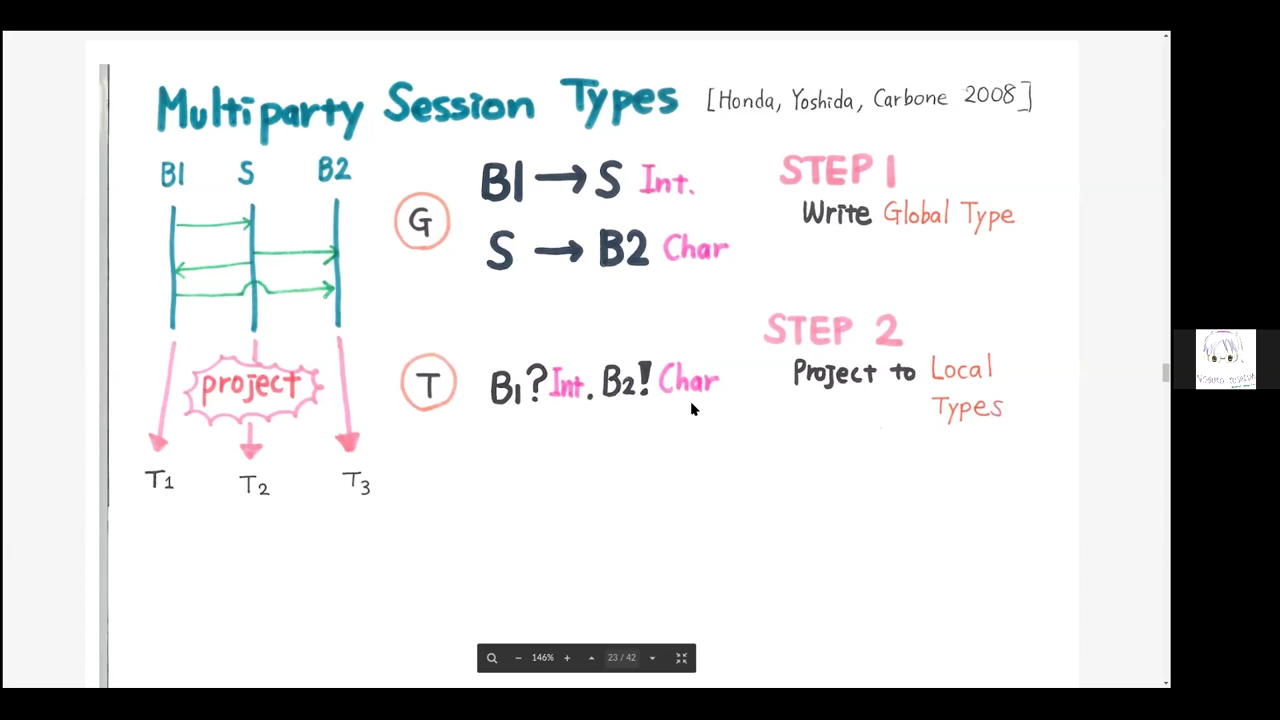 Multiparty Session Types [Honda, Yoshida, Carbone 2008]
B1 S B2
G
B1 → S Int.
S → B2 Char
STEP 1
Write Global Type
project
T1 T2 T3
T
B1?Int. B2!Char
STEP 2
Project to Local
Types
146%
23 / 42